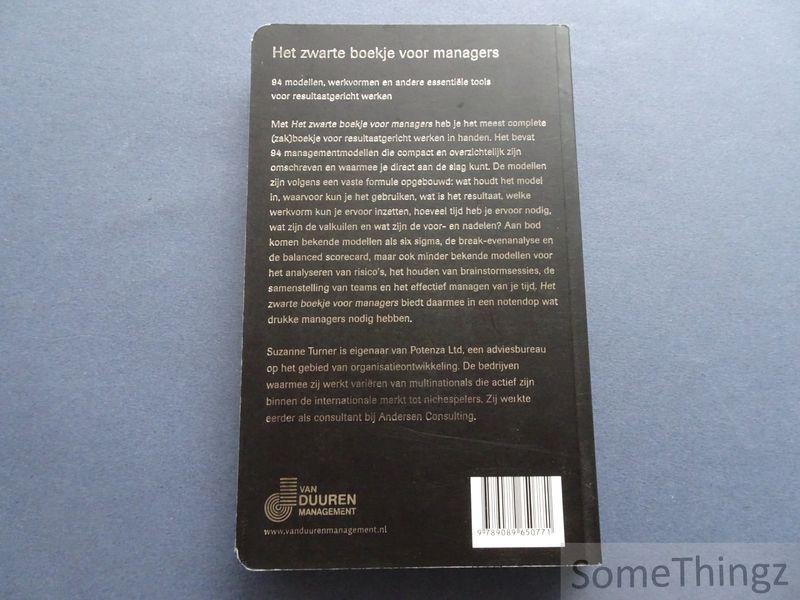 Het zwarte boekje voor managers
94 modellen, werkvormen en andere essentiële tools
voor resultaatgericht werken
Met Het zwarte boekje voor managers heb je het meest complete
(zak)boekje voor resultaatgericht werken in handen. Het bevat
94 managementmodellen die compact en overzichtelijk zijn
omschreven en waarmee je direct aan de slag kunt. De modellen
zijn volgens een vaste formule opgebouwd: wat houdt het model
in, waarvoor kun je het gebruiken, wat is het resultaat, welke
werkvorm kun je ervoor inzetten, hoeveel tijd heb je ervoor nodig,
wat zijn de valkuilen en wat zijn de voor- en nadelen? Aan bod
komen bekende modellen als six sigma, de break-evenanalyse en
de balanced scorecard, maar ook minder bekende modellen voor
het analyseren van risico's, het houden van brainstormsessies, de
samenstelling van teams en het effectief managen van je tijd. Het
zwarte boekje voor managers biedt daarmee in een notendop wat
drukke managers nodig hebben.
Suzanne Turner is eigenaar van Potenza Ltd, een adviesbureau
op het gebied van organisatieontwikkeling. De bedrijven
waarmee zij werkt variëren van multinationals die actief zijn
binnen de internationale markt tot nichespelers. Zij werkte
eerder als consultant bij Andersen Consulting.
VAN
DUUREN
MANAGEMENT
www.vanduurenmanagement.nl
9 789089 650771
SomeThingz